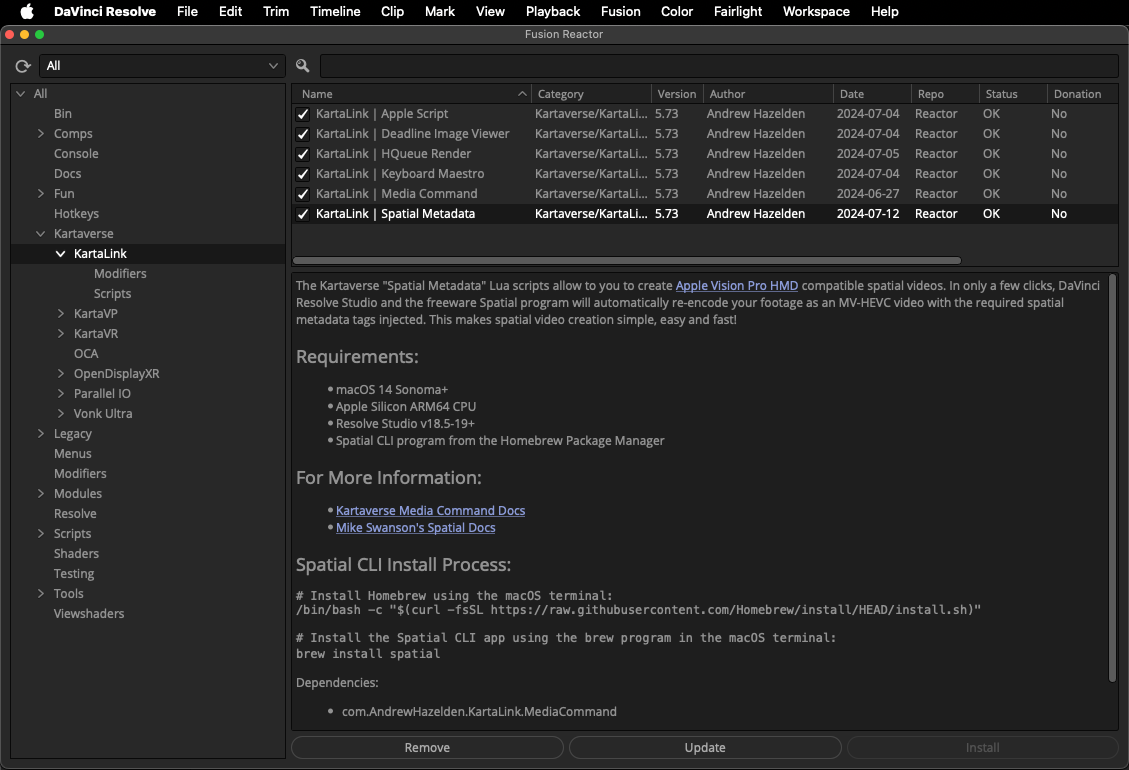 DaVinci Resolve File Edit Trim Timeline Clip Mark View Playback Fusion Color Fairlight Workspace Help
Fusion Reactor
All
All
Bin
Comps
Console
Docs
Fun
Hotkeys
Kartaverse
KartaLink
Modifiers
Scripts
KartaVP
KartaVR
OCA
OpenDisplayXR
Parallel IO
Vonk Ultra
Legacy
Menus
Modifiers
Modules
Resolve
Scripts
Shaders
Testing
Tools
Viewshaders
Name Category Version Author Date Repo Status Donation
KartaLink | Apple Script Kartaverse/KartaLi... 5.73 Andrew Hazelden 2024-07-04 Reactor OK No
KartaLink | Deadline Image Viewer Kartaverse/KartaLi... 5.73 Andrew Hazelden 2024-07-04 Reactor OK No
KartaLink | HQueue Render Kartaverse/KartaLi... 5.73 Andrew Hazelden 2024-07-05 Reactor OK No
KartaLink | Keyboard Maestro Kartaverse/KartaLi... 5.73 Andrew Hazelden 2024-07-04 Reactor OK No
KartaLink | Media Command Kartaverse/KartaLi... 5.73 Andrew Hazelden 2024-06-27 Reactor OK No
KartaLink | Spatial Metadata Kartaverse/KartaLi... 5.73 Andrew Hazelden 2024-07-12 Reactor OK No
The Kartaverse "Spatial Metadata" Lua scripts allow to you to create Apple Vision Pro HMD compatible spatial videos. In only a few clicks, DaVinci
Resolve Studio and the freeware Spatial program will automatically re-encode your footage as an MV-HEVC video with the required spatial
metadata tags injected. This makes spatial video creation simple, easy and fast!
Requirements:
• macOS 14 Sonoma+
• Apple Silicon ARM64 CPU
• Resolve Studio v18.5-19+
• Spatial CLI program from the Homebrew Package Manager
For More Information:
• Kartaverse Media Command Docs
• Mike Swanson's Spatial Docs
Spatial CLI Install Process:
# Install Homebrew using the macOS terminal:
/bin/bash -c "$(curl -fsSL https://raw.githubusercontent.com/Homebrew/install/HEAD/install.sh)"
# Install the Spatial CLI app using the brew program in the macOS terminal:
brew install spatial
Dependencies:
• com.AndrewHazelden.KartaLink.MediaCommand
Remove Update Install